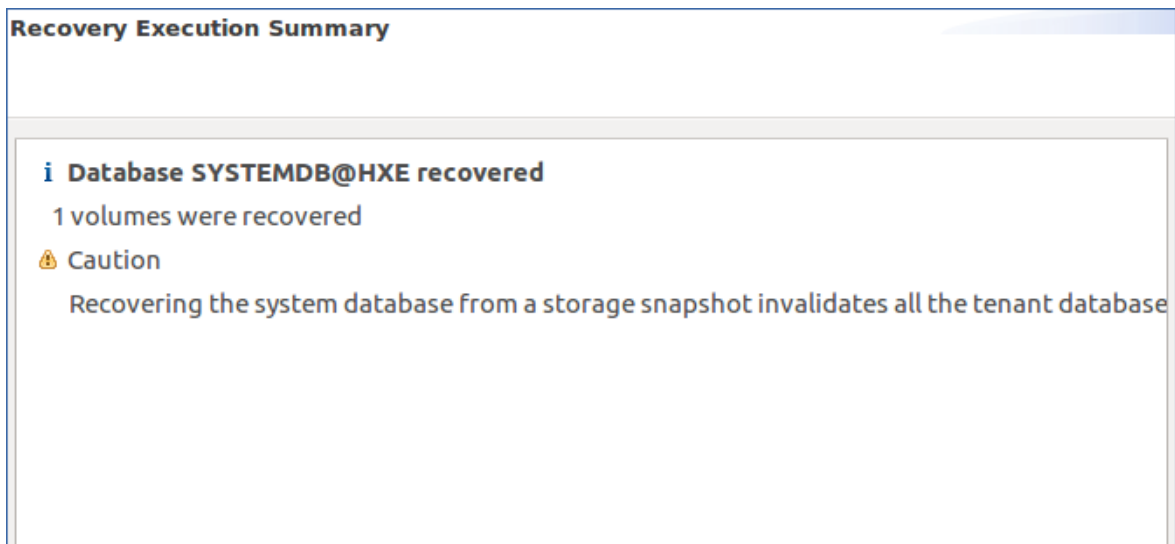 Recovery Execution Summary
i Database SYSTEMDB@HXE recovered
1 volumes were recovered
Caution
Recovering the system database from a storage snapshot invalidates all the tenant database